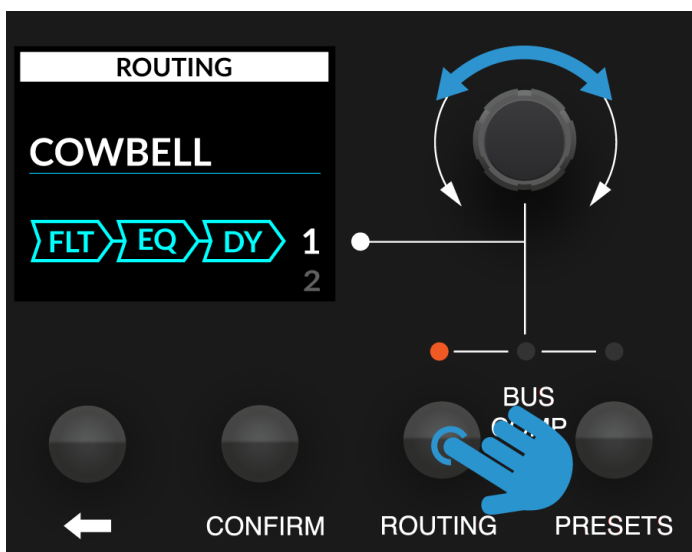 ROUTING
COWBELL
FLT EQ DY 1
2
BUS
CONFIRM
ROUTING
PRESETS